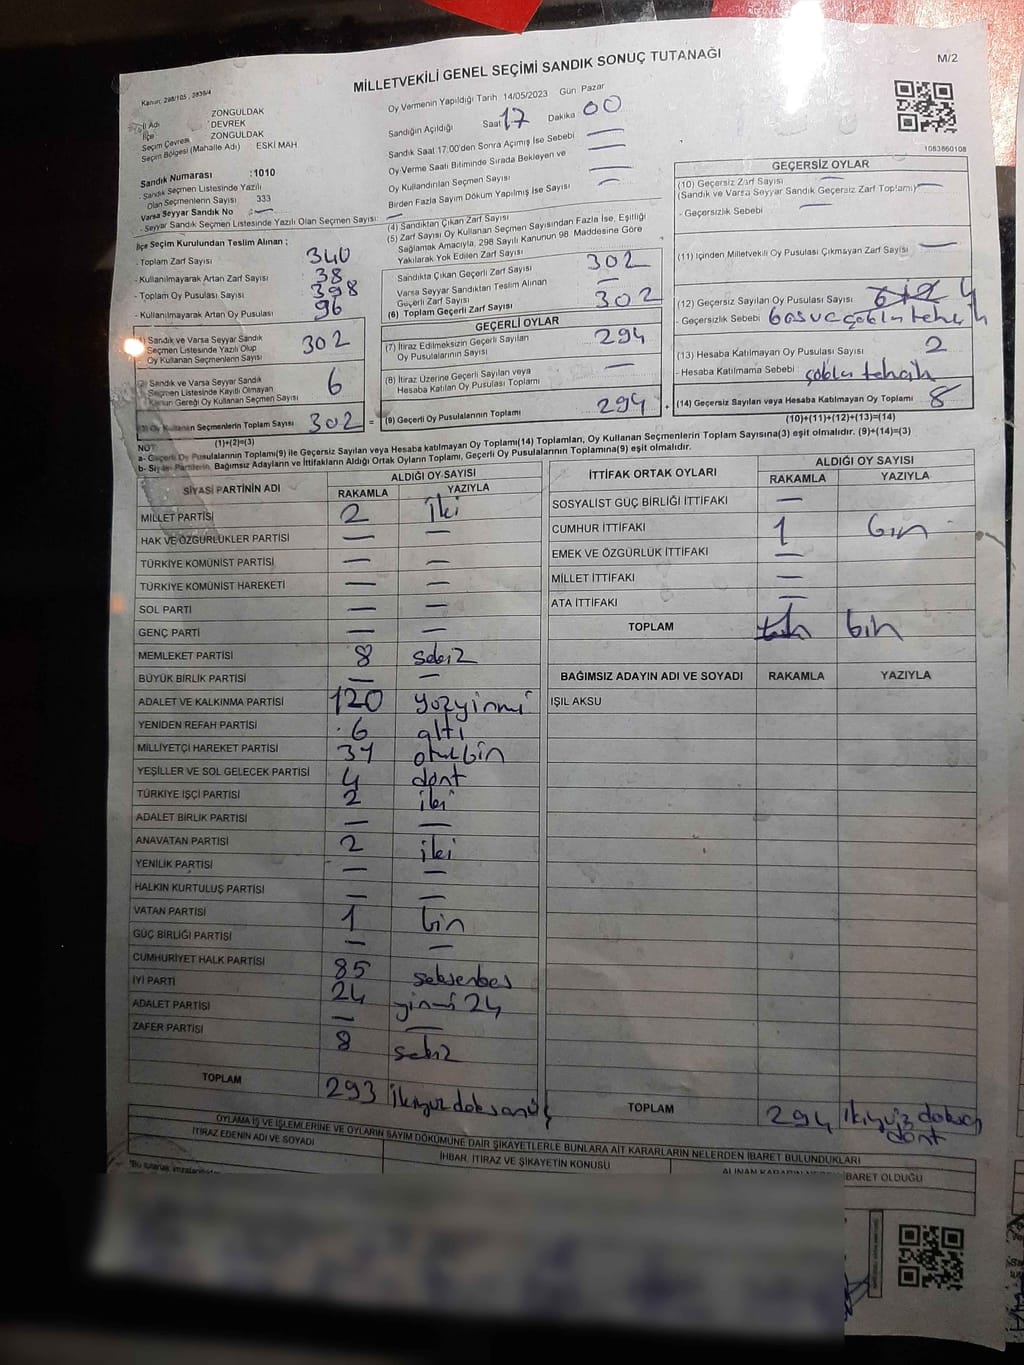 MİLLETVEKİLİ GENEL SEÇİMİ SANDIK SONUÇ TUTANAĞI
M/2
Kanun: 298/105 , 2839/4
İl Adı : ZONGULDAK
İlçe : DEVREK
Seçim Çevresi : ZONGULDAK
Seçim Bölgesi (Mahalle Adı) ESKİ MAH
Sandık Numarası :1010
Sandık Seçmen Listesinde Yazılı
Olan Seçmenlerin Sayısı 333
Varsa Seyyar Sandık No : —
- Seyyar Sandık Seçmen Listesinde Yazılı Olan Seçmen Sayısı: —
Oy Vermenin Yapıldığı Tarih 14/05/2023 Gün Pazar
Sandığın Açıldığı Saat 17 Dakika 00
Sandık Saat 17:00'den Sonra Açımış İse Sebebi —
Oy Verme Saati Bitiminde Sırada Bekleyen ve
Oy Kullandırılan Seçmen Sayısı —
Birden Fazla Sayım Döküm Yapılmış İse Sayısı —
1083860108
İlçe Seçim Kurulundan Teslim Alınan ;
- Toplam Zarf Sayısı 340
- Kullanılmayarak Artan Zarf Sayısı 38
- Toplam Oy Pusulası Sayısı 398
- Kullanılmayarak Artan Oy Pusulası 96
(1) Sandık ve Varsa Seyyar Sandık
Seçmen Listesinde Yazılı Olup
Oy Kullanan Seçmenlerin Sayısı 302
(2) Sandık ve Varsa Seyyar Sandık
Seçmen Listesinde Kayıtlı Olmayan
Kanun Gereği Oy Kullanan Seçmen Sayısı 6
(3) Oy Kullanan Seçmenlerin Toplam Sayısı 302 =
(1)+(2)=(3)
(4) Sandıktan Çıkan Zarf Sayısı
(5) Zarf Sayısı Oy Kullanan Seçmen Sayısından Fazla İse, Eşitliği
Sağlamak Amacıyla, 298 Sayılı Kanunun 98. Maddesine Göre
Yakılarak Yok Edilen Zarf Sayısı
Sandıkta Çıkan Geçerli Zarf Sayısı 302
Varsa Seyyar Sandıktan Teslim Alınan
Geçerli Zarf Sayısı —
(6) Toplam Geçerli Zarf Sayısı 302
GEÇERLİ OYLAR
(7) İtiraz Edilmeksizin Geçerli Sayılan
Oy Pusulalarının Sayısı 294
(8) İtiraz Üzerine Geçerli Sayılan veya
Hesaba Katılan Oy Pusulası Toplamı —
(9) Geçerli Oy Pusulalarının Toplamı 294 +
GEÇERSİZ OYLAR
(10) Geçersiz Zarf Sayısı —
(Sandık ve Varsa Seyyar Sandık Geçersiz Zarf Toplamı) —
- Geçersizlik Sebebi —
(11) İçinden Milletvekili Oy Pusulası Çıkmayan Zarf Sayısı —
(12) Geçersiz Sayılan Oy Pusulası Sayısı 4
- Geçersizlik Sebebi
(13) Hesaba Katılmayan Oy Pusulası Sayısı 2
- Hesaba Katılmama Sebebi çoklu tercih
(14) Geçersiz Sayılan veya Hesaba Katılmayan Oy Toplamı 8
(10)+(11)+(12)+(13)=(14)
NOT:
a- Geçerli Oy Pusulalarının Toplamı(9) ile Geçersiz Sayılan veya Hesaba katılmayan Oy Toplamı(14) Toplamları, Oy Kullanan Seçmenlerin Toplam Sayısına(3) eşit olmalıdır. (9)+(14)=(3)
b- Siyasi Partilerin, Bağımsız Adayların ve İttifakların Aldığı Ortak Oyların Toplamı, Geçerli Oy Pusulalarının Toplamına(9) eşit olmalıdır.
SİYASİ PARTİNİN ADI ALDIĞI OY SAYISI
RAKAMLA YAZIYLA
MİLLET PARTİSİ 2 iki
HAK VE ÖZGÜRLÜKLER PARTİSİ — —
TÜRKİYE KOMÜNİST PARTİSİ — —
TÜRKİYE KOMÜNİST HAREKETİ — —
SOL PARTİ — —
GENÇ PARTİ — —
MEMLEKET PARTİSİ 8 sekiz
BÜYÜK BİRLİK PARTİSİ — —
ADALET VE KALKINMA PARTİSİ 120 yüzyirmi
YENİDEN REFAH PARTİSİ 6 altı
MİLLİYETÇİ HAREKET PARTİSİ 31 otuzbir
YEŞİLLER VE SOL GELECEK PARTİSİ 4 dört
TÜRKİYE İŞÇİ PARTİSİ 2 iki
ADALET BİRLİK PARTİSİ — —
ANAVATAN PARTİSİ 2 iki
YENİLİK PARTİSİ — —
HALKIN KURTULUŞ PARTİSİ — —
VATAN PARTİSİ 1 bir
GÜÇ BİRLİĞİ PARTİSİ — —
CUMHURİYET HALK PARTİSİ 85 seksenbes
İYİ PARTİ 24 yirmi 24
ADALET PARTİSİ — —
ZAFER PARTİSİ 8 sekiz
TOPLAM 293 ikiyüz doksanüç
İTTİFAK ORTAK OYLARI ALDIĞI OY SAYISI
RAKAMLA YAZIYLA
SOSYALIST GÜÇ BİRLİĞİ İTTİFAKI —
CUMHUR İTTİFAKI 1 bir
EMEK VE ÖZGÜRLÜK İTTİFAKI —
MİLLET İTTİFAKI —
ATA İTTİFAKI —
TOPLAM bir
BAĞIMSIZ ADAYIN ADI VE SOYADI RAKAMLA YAZIYLA
IŞIL AKSU
TOPLAM 294 ikiyüz doksan
dört
OYLAMA İŞ VE İŞLEMLERİNE VE OYLARIN SAYIM DÖKÜMÜNE DAİR ŞİKAYETLERLE BUNLARA AİT KARARLARIN NELERDEN İBARET BULUNDUKLARI
İTİRAZ EDENİN ADI VE SOYADI
İHBAR, İTİRAZ VE ŞİKAYETİN KONUSU
ALINAN KARARIN NEDEN İBARET OLDUĞU